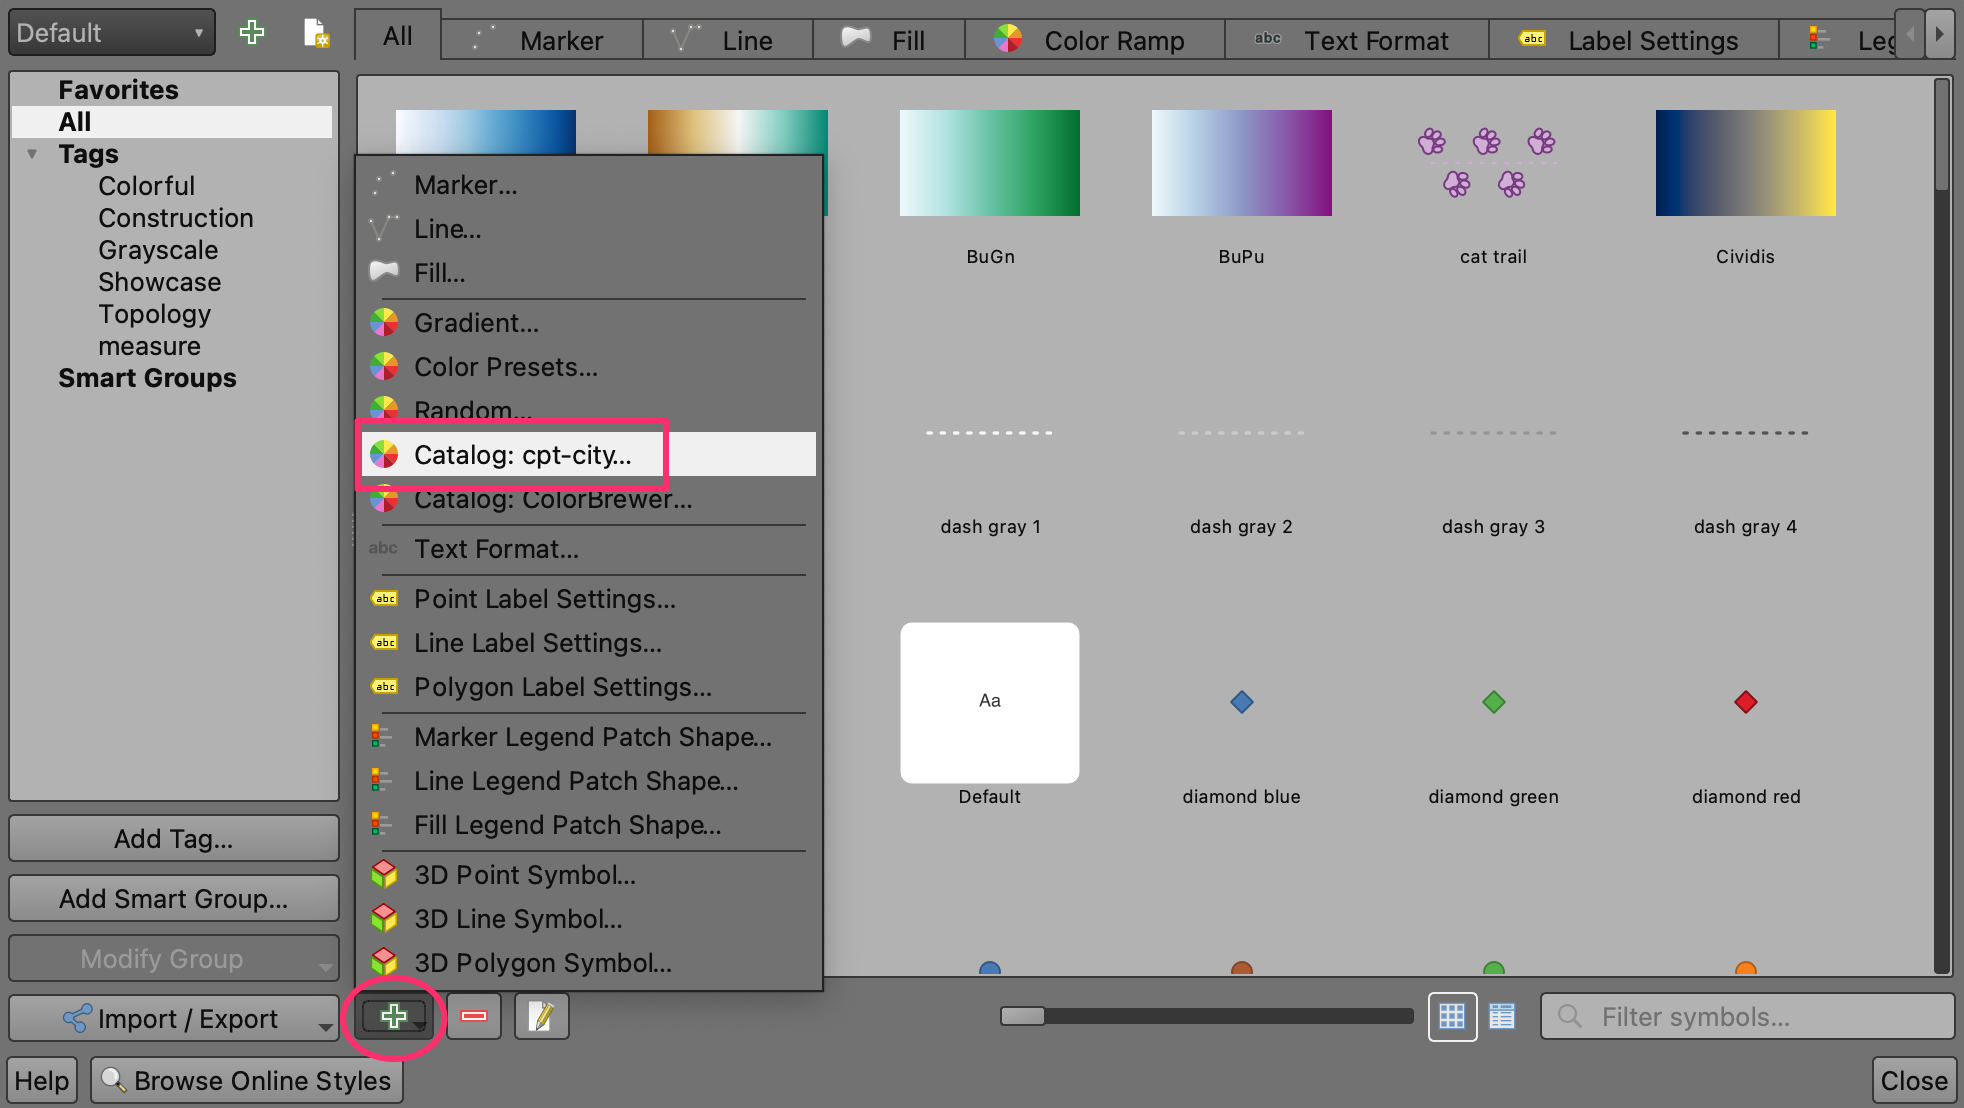 Default
All
Marker
Line
Fill
Color Ramp
abc
Text Format
abc
Label Settings
Leg
Favorites
All
Tags
Colorful
Construction
Grayscale
Showcase
Topology
measure
Smart Groups
Marker...
Line...
Fill...
Gradient...
Color Presets...
Random...
Catalog: cpt-city...
Catalog: ColorBrewer...
abc Text Format...
abc Point Label Settings...
abc Line Label Settings...
abc Polygon Label Settings...
Marker Legend Patch Shape...
Line Legend Patch Shape...
Fill Legend Patch Shape...
3D Point Symbol...
3D Line Symbol...
3D Polygon Symbol...
BuGn
BuPu
cat trail
Cividis
dash gray 1
dash gray 2
dash gray 3
dash gray 4
Aa
Default
diamond blue
diamond green
diamond red
Add Tag...
Add Smart Group...
Modify Group
Import / Export
Filter symbols...
Help
Browse Online Styles
Close